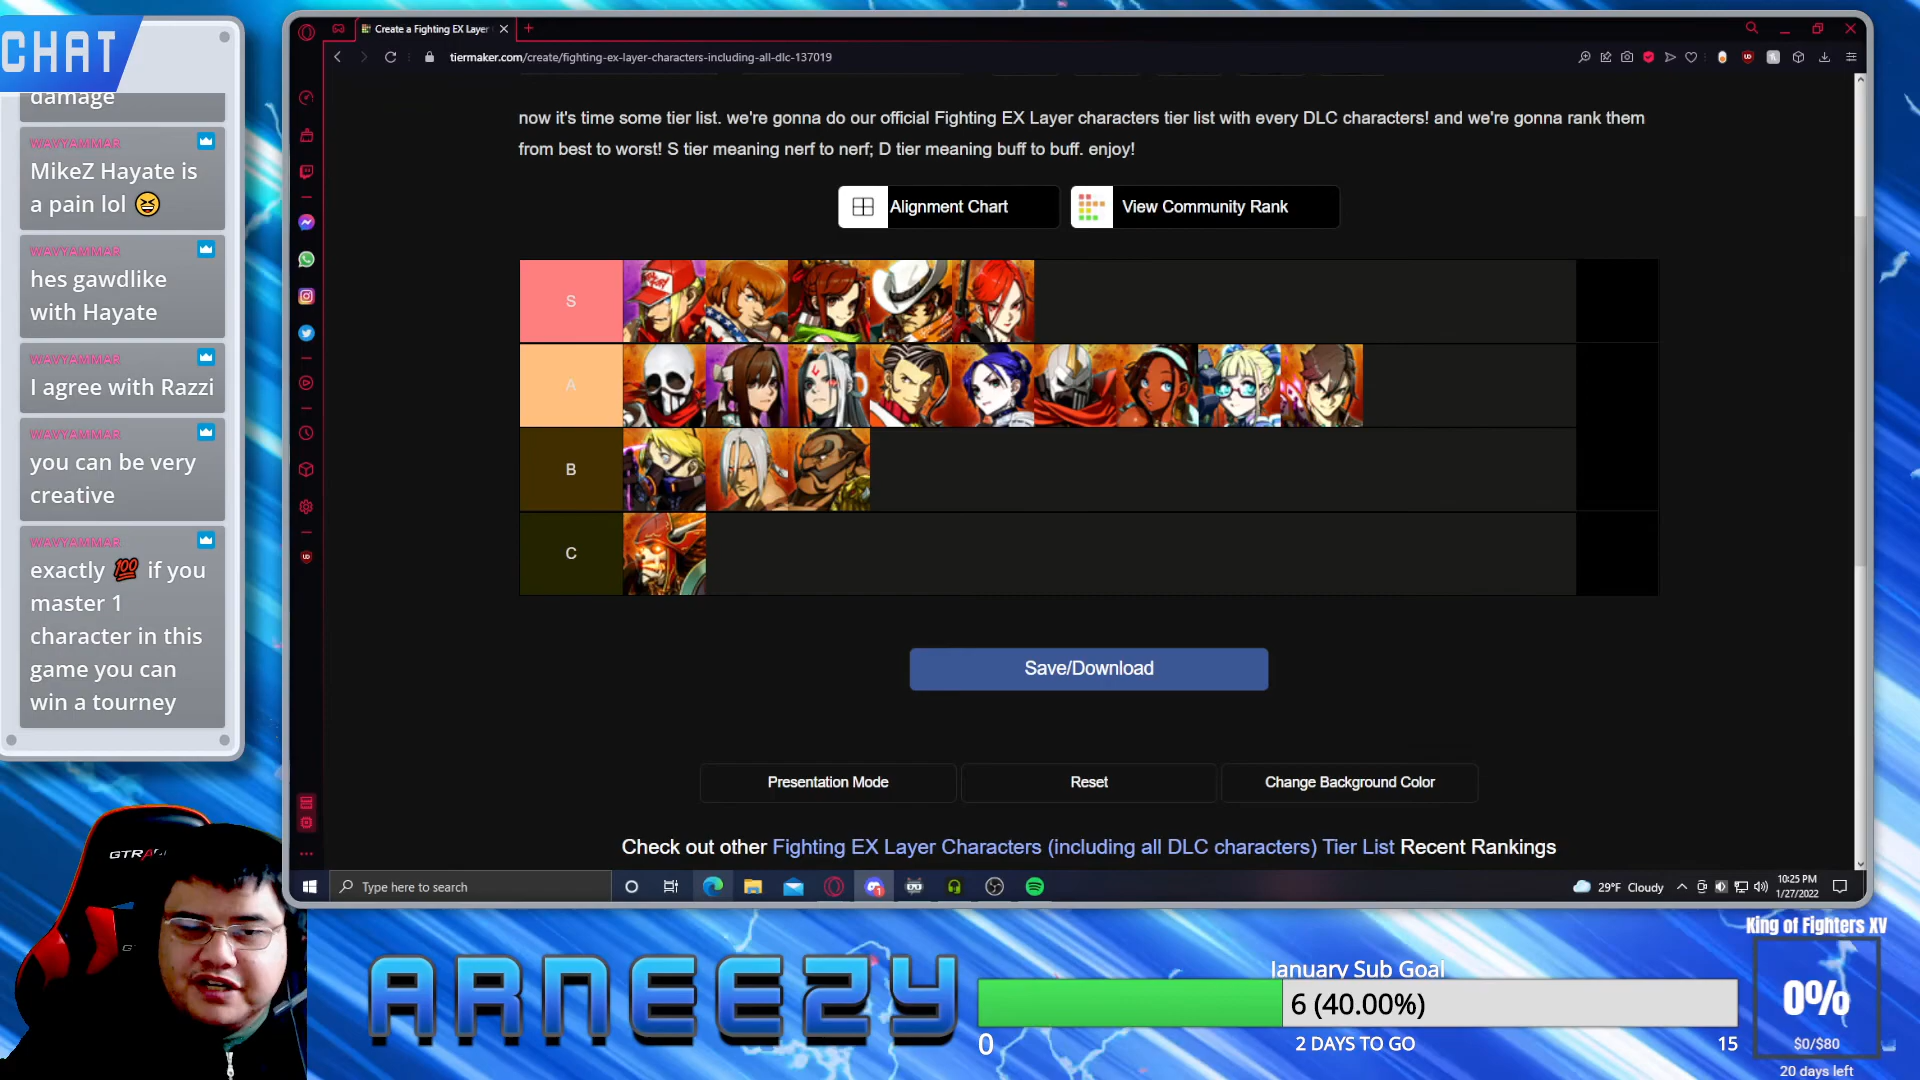 CHAT
damage
WAVYAMMAR
MikeZ Hayate is
a pain lol 😆
WAVYAMMAR
hes gawdlike
with Hayate
WAVYAMMAR
I agree with Razzi
WAVYAMMAR
you can be very
creative
WAVYAMMAR
exactly 💯 if you
master 1
character in this
game you can
win a tourney
Create a Fighting EX Layer
tiermaker.com/create/fighting-ex-layer-characters-including-all-dlc-137019
now it's time some tier list. we're gonna do our official Fighting EX Layer characters tier list with every DLC characters! and we're gonna rank them
from best to worst! S tier meaning nerf to nerf; D tier meaning buff to buff. enjoy!
Alignment Chart
View Community Rank
S
A
B
C
Save/Download
Presentation Mode
Reset
Change Background Color
Check out other Fighting EX Layer Characters (including all DLC characters) Tier List Recent Rankings
Type here to search
29°F Cloudy
10:25 PM
1/27/2022
ARNEEZY
January Sub Goal
6 (40.00%)
0
2 DAYS TO GO
15
King of Fighters XV
0%
$0/$80
20 days left